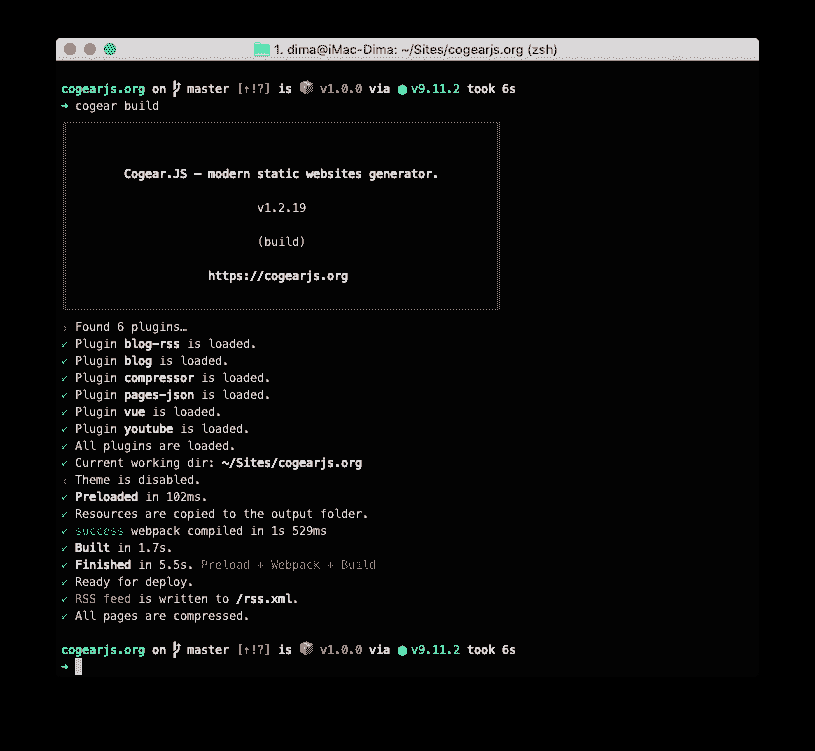 1. dima@iMac-Dima: ~/Sites/cogearjs.org (zsh)
cogearjs.org on master [↑!?] is 📦 v1.0.0 via ⬢ v9.11.2 took 6s
➜ cogear build
Cogear.JS – modern static websites generator.
v1.2.19
(build)
https://cogearjs.org
› Found 6 plugins…
✓ Plugin blog-rss is loaded.
✓ Plugin blog is loaded.
✓ Plugin compressor is loaded.
✓ Plugin pages-json is loaded.
✓ Plugin vue is loaded.
✓ Plugin youtube is loaded.
✓ All plugins are loaded.
✓ Current working dir: ~/Sites/cogearjs.org
‹ Theme is disabled.
✓ Preloaded in 102ms.
✓ Resources are copied to the output folder.
✓ success webpack compiled in 1s 529ms
✓ Built in 1.7s.
✓ Finished in 5.5s. Preload + Webpack + Build
✓ Ready for deploy.
✓ RSS feed is written to /rss.xml.
✓ All pages are compressed.
cogearjs.org on master [↑!?] is 📦 v1.0.0 via ⬢ v9.11.2 took 6s
➜